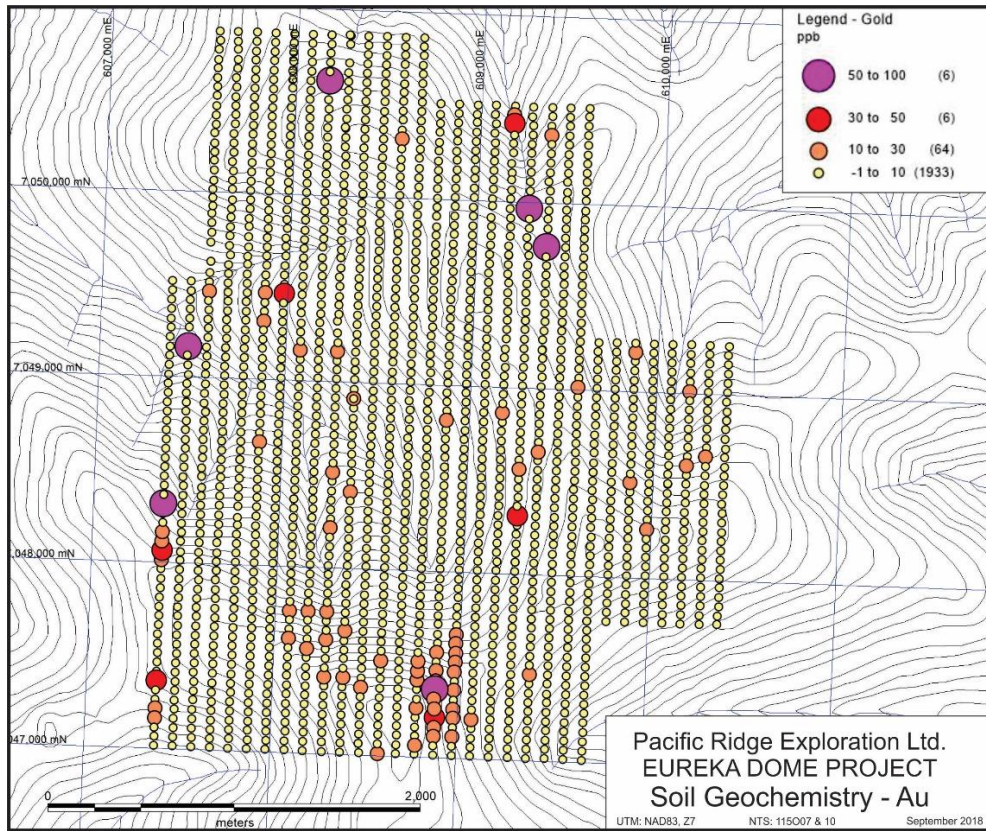 607,000 mE
608,000 mE
609,000 mE
610,000 mE
Legend - Gold
ppb
50 to 100 (6)
30 to 50 (6)
10 to 30 (64)
-1 to 10 (1933)
7,050,000 mN
7,049,000 mN
,048,000 mN
047,000 mN
0 2,000
meters
Pacific Ridge Exploration Ltd.
EUREKA DOME PROJECT
Soil Geochemistry - Au
UTM: NAD83, Z7 NTS: 115O07 & 10 September 2018